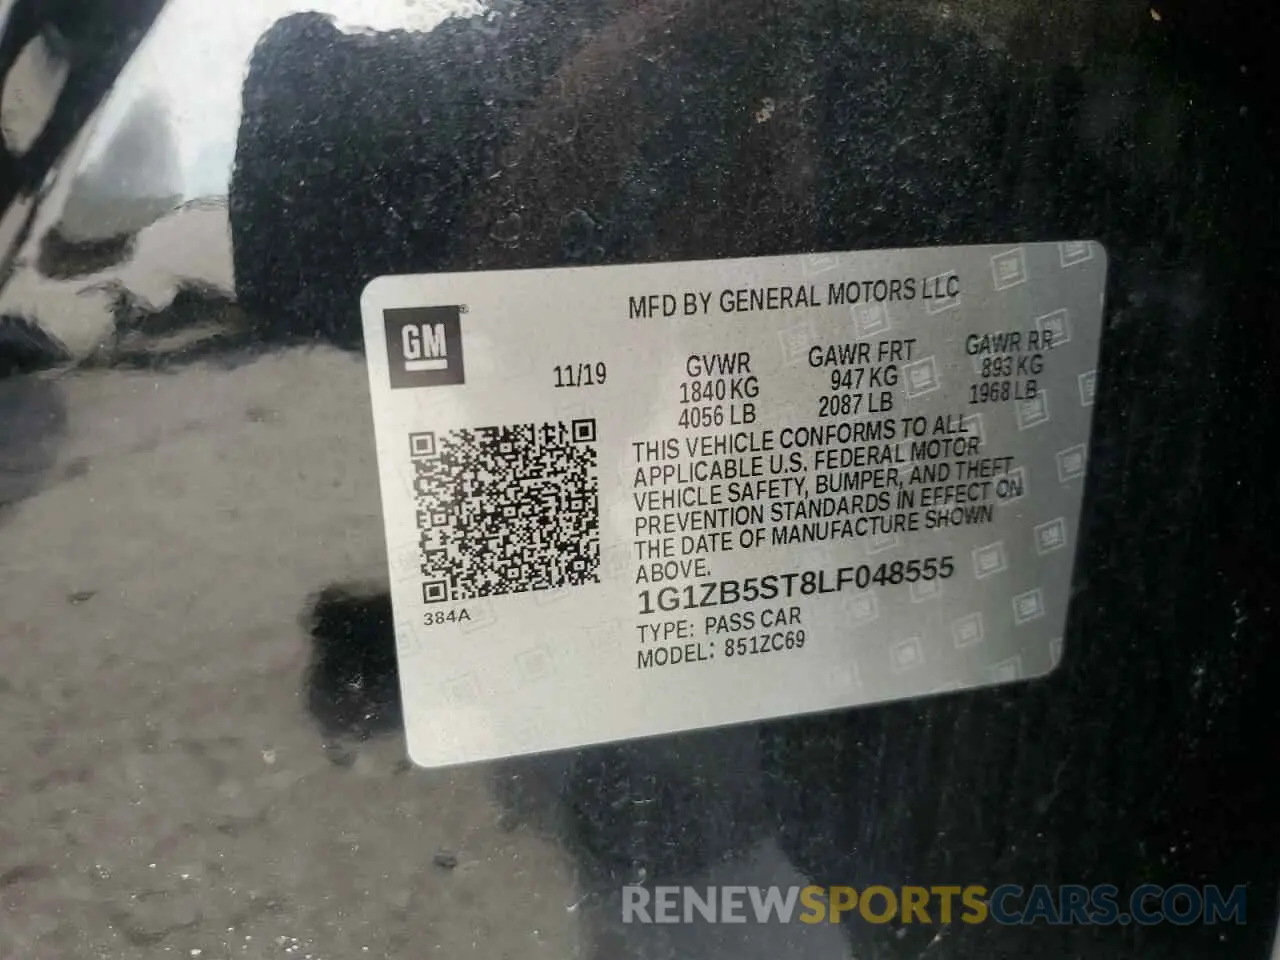 MFD BY GENERAL MOTORS LLC
GM®
11/19
GVWR
1840 KG
4056 LB
GAWR FRT
947 KG
2087 LB
GAWR RR
893 KG
1968 LB
THIS VEHICLE CONFORMS TO ALL
APPLICABLE U.S. FEDERAL MOTOR
VEHICLE SAFETY, BUMPER, AND THEFT
PREVENTION STANDARDS IN EFFECT ON
THE DATE OF MANUFACTURE SHOWN
ABOVE.
1G1ZB5ST8LF048555
TYPE: PASS CAR
MODEL: 851ZC69
384A
RENEWSPORTSCARS.COM